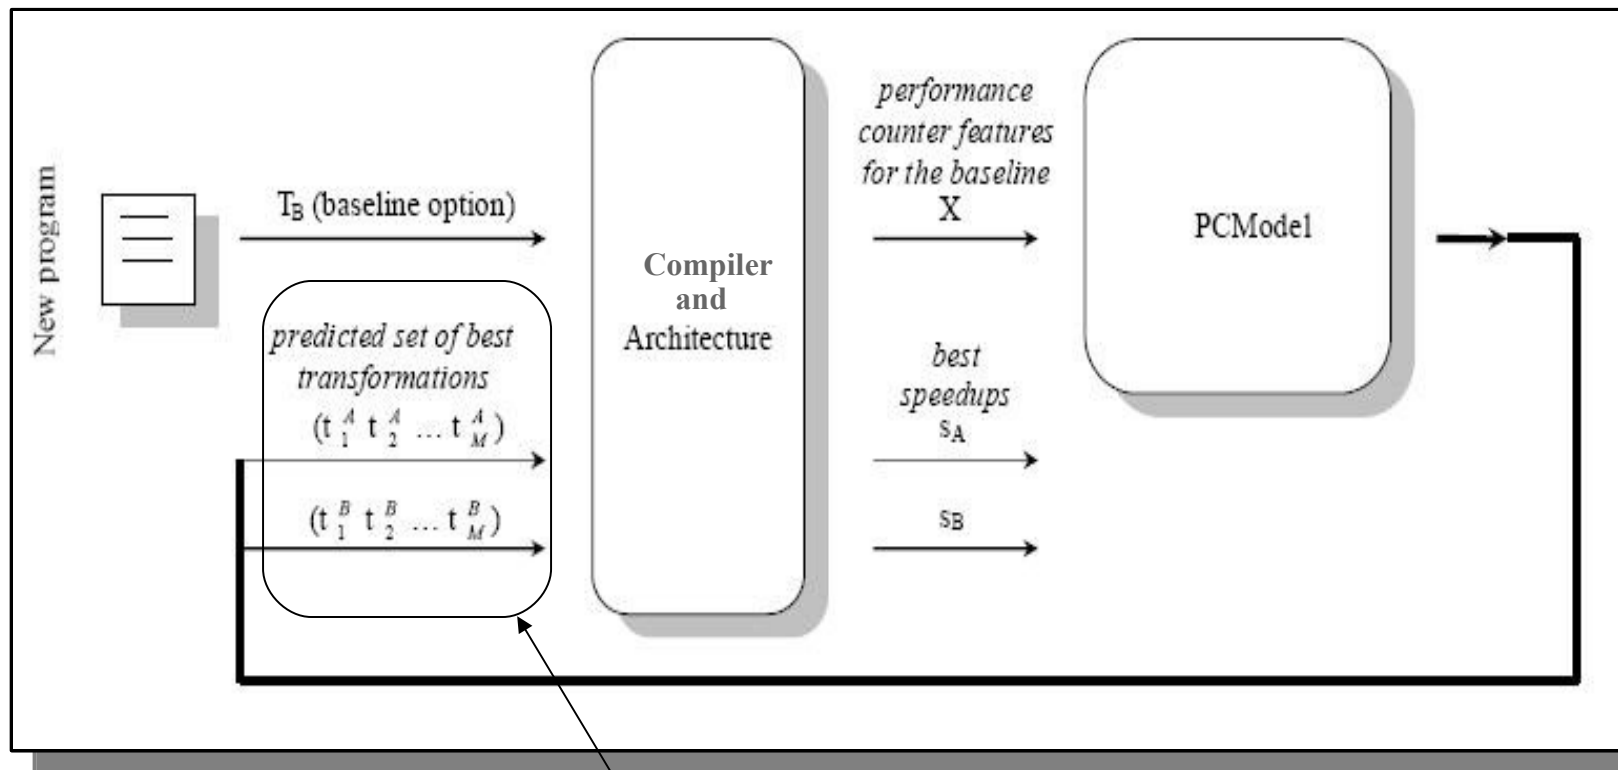 New program
T_B (baseline option)
predicted set of best
transformations
(t_1^A t_2^A ... t_M^A)
(t_1^B t_2^B ... t_M^B)
Compiler
and
Architecture
performance
counter features
for the baseline
X
best
speedups
s_A
s_B
PCModel